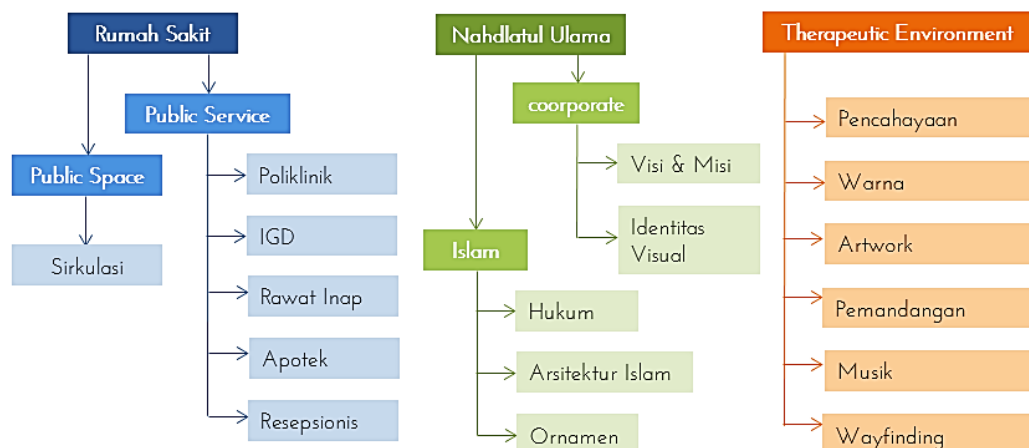 Rumah Sakit
Public Service
Public Space
Poliklinik
IGD
Sirkulasi
Rawat Inap
Apotek
Resepsionis
Nahdlatul Ulama
coorporate
Visi & Misi
Identitas
Visual
Islam
Hukum
Arsitektur Islam
Ornamen
Therapeutic Environment
Pencahayaan
Warna
Artwork
Pemandangan
Musik
Wayfinding